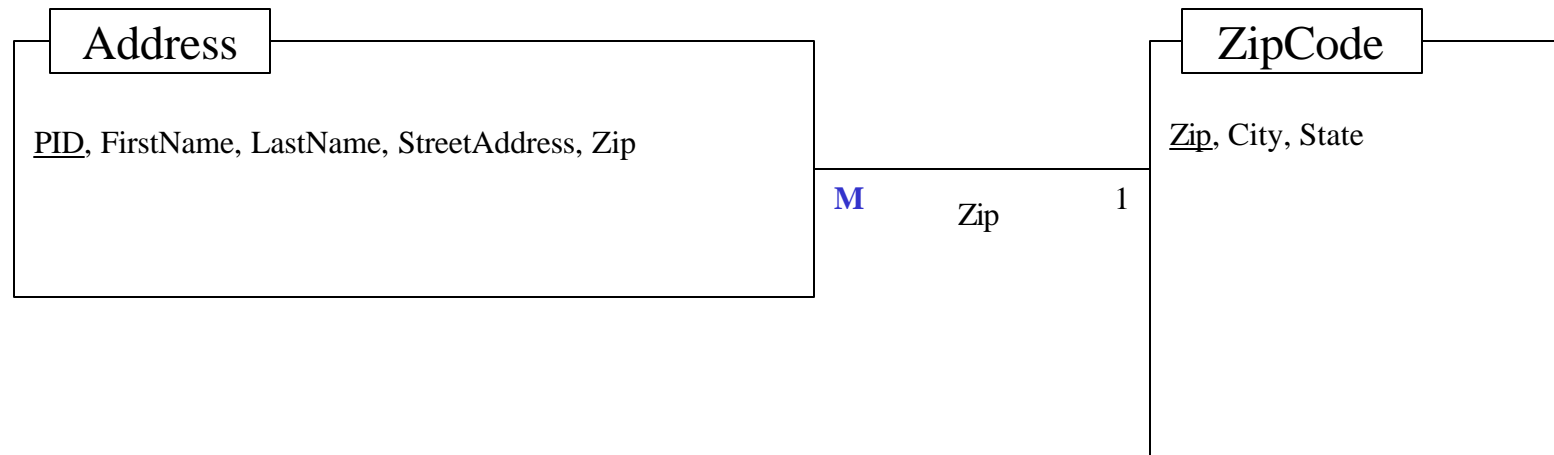 Address
PID, FirstName, LastName, StreetAddress, Zip
M
Zip
1
ZipCode
Zip, City, State